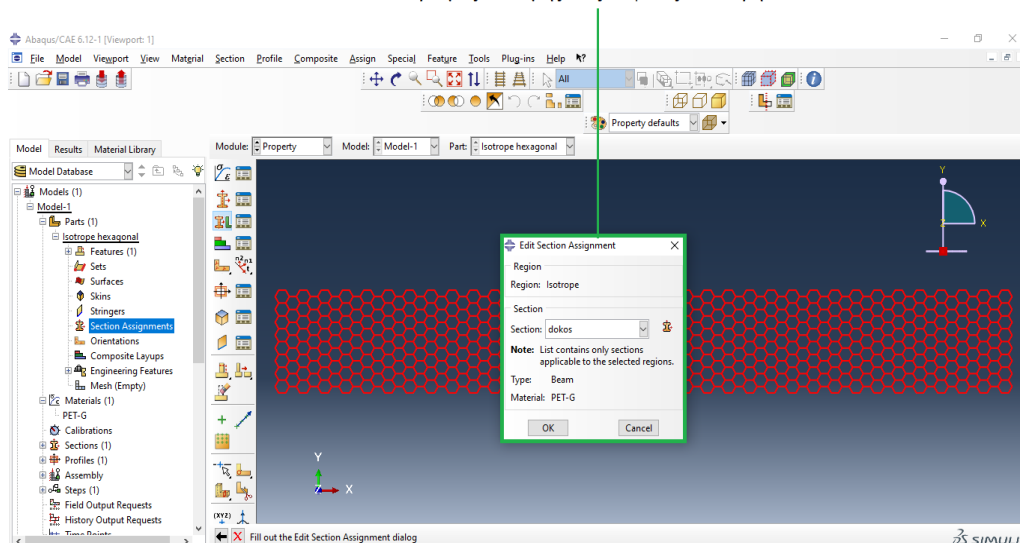 Abaqus/CAE 6.12-1 [Viewport: 1]
File Model Viewport View Material Section Profile Composite Assign Special Feature Tools Plug-ins Help
All
Property defaults
Model Results Material Library
Module: Property Model: Model-1 Part: Isotrope hexagonal
Model Database
Models (1)
Model-1
Parts (1)
Isotrope hexagonal
Features (1)
Sets
Surfaces
Skins
Stringers
Section Assignments
Orientations
Composite Layups
Engineering Features
Mesh (Empty)
Materials (1)
PET-G
Calibrations
Sections (1)
Profiles (1)
Assembly
Steps (1)
Field Output Requests
History Output Requests
Time Points
(XYZ)
Y
X
Z
Edit Section Assignment
Region
Region: Isotrope
Section
Section: dokos
Note: List contains only sections
applicable to the selected regions.
Type: Beam
Material: PET-G
OK Cancel
Y
X
Z
Fill out the Edit Section Assignment dialog
SIMULI